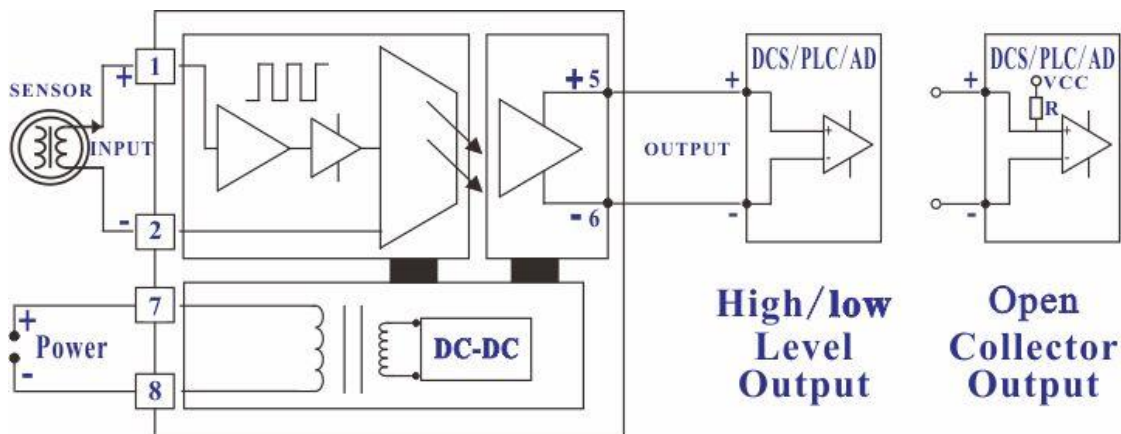 1
+
SENSOR
INPUT
-
2
+ 5
OUTPUT
- 6
DCS/PLC/AD
+
+
-
-
DCS/PLC/AD
VCC
+
R
+
-
-
7
+
Power
-
8
DC-DC
High/low
Level
Output
Open
Collector
Output